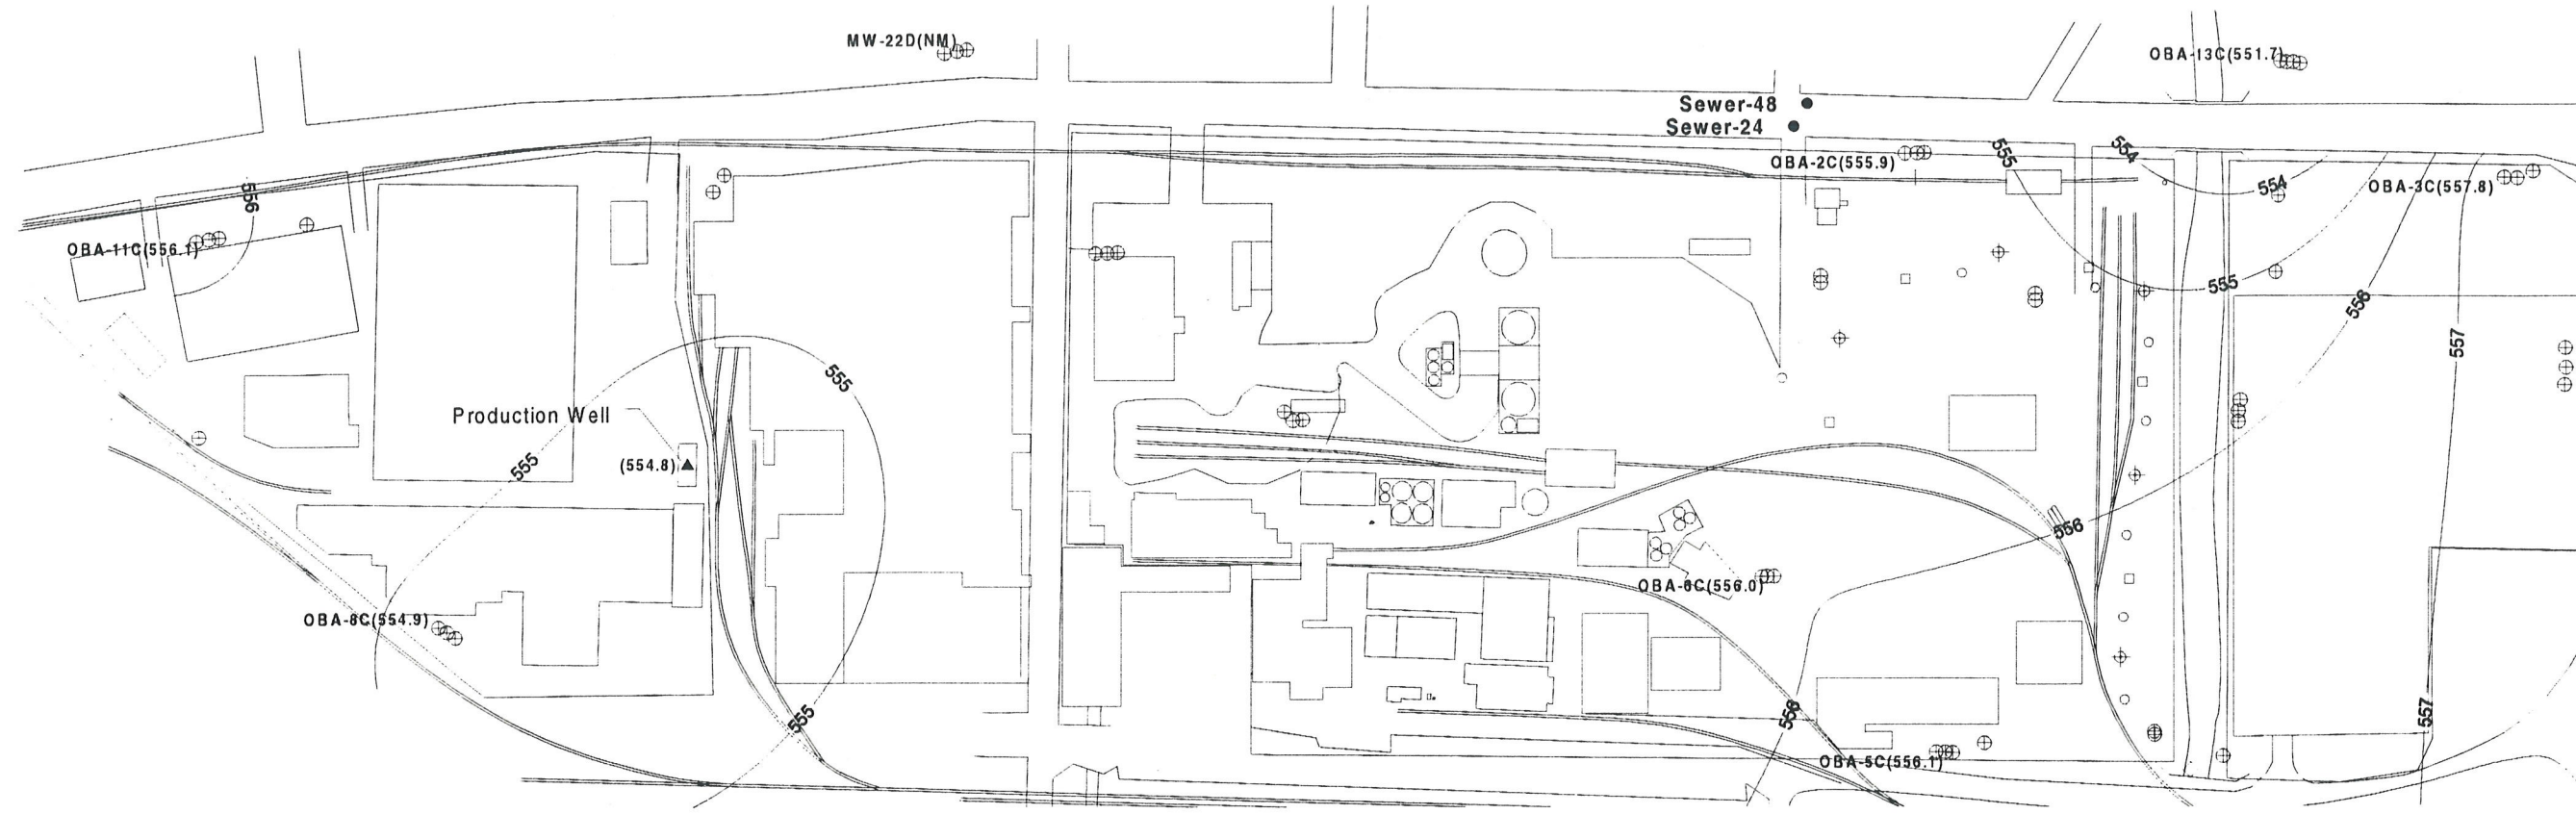 MW-22D(NM)
OBA-13C(551.7)
Sewer-48
Sewer-24
OBA-2C(555.9)
555
554
554
OBA-3C(557.8)
556
OBA-11C(556.1)
555
556
557
555
Production Well
555
(554.8)
556
OBA-6C(556.0)
OBA-8C(554.9)
555
556
557
OBA-5C(556.1)